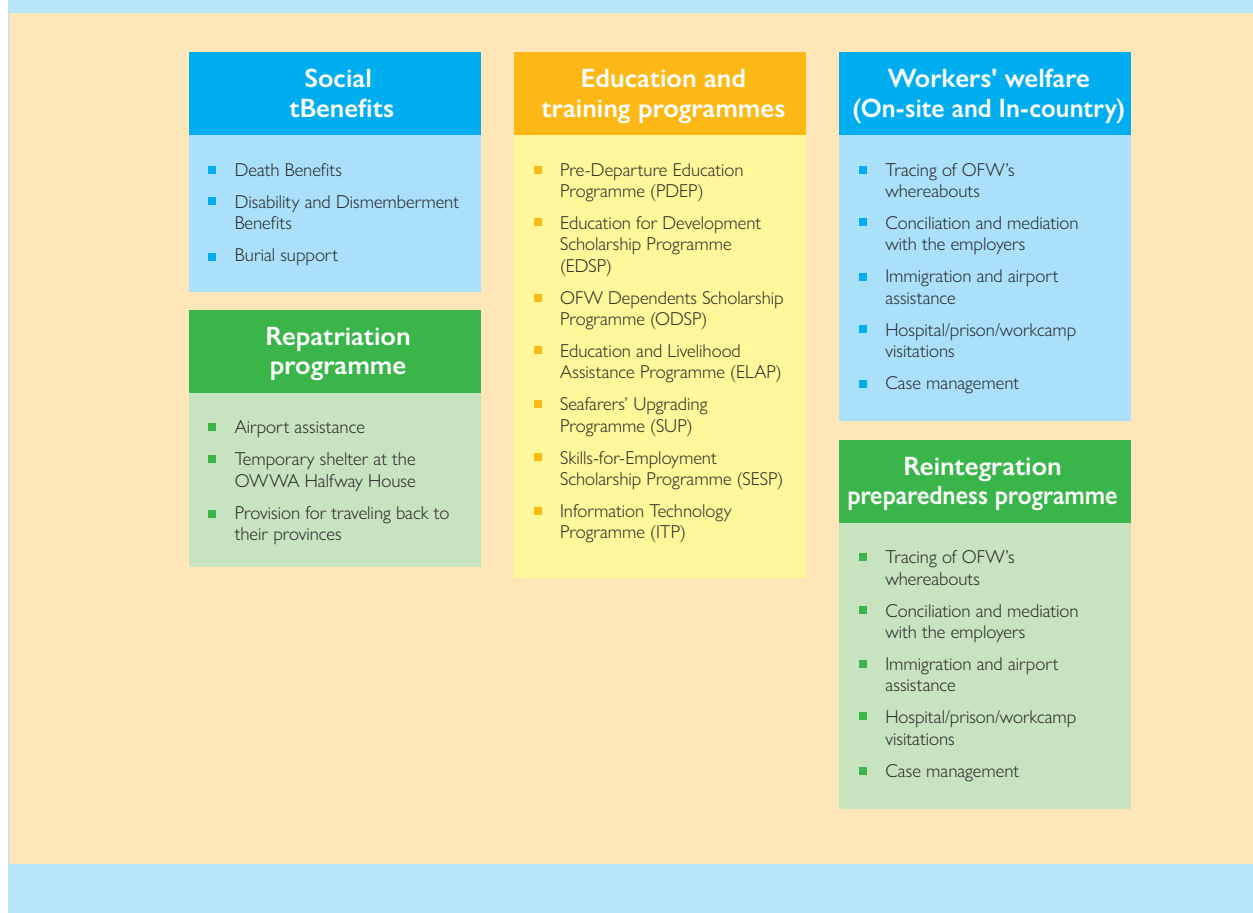 Social
tBenefits
Death Benefits
Disability and Dismemberment
Benefits
Burial support
Repatriation
programme
Airport assistance
Temporary shelter at the
OWWA Halfway House
Provision for traveling back to
their provinces
Education and
training programmes
Pre-Departure Education
Programme (PDEP)
Education for Development
Scholarship Programme
(EDSP)
OFW Dependents Scholarship
Programme (ODSP)
Education and Livelihood
Assistance Programme (ELAP)
Seafarers’ Upgrading
Programme (SUP)
Skills-for-Employment
Scholarship Programme (SESP)
Information Technology
Programme (ITP)
Workers' welfare
(On-site and In-country)
Tracing of OFW’s
whereabouts
Conciliation and mediation
with the employers
Immigration and airport
assistance
Hospital/prison/workcamp
visitations
Case management
Reintegration
preparedness programme
Tracing of OFW’s
whereabouts
Conciliation and mediation
with the employers
Immigration and airport
assistance
Hospital/prison/workcamp
visitations
Case management